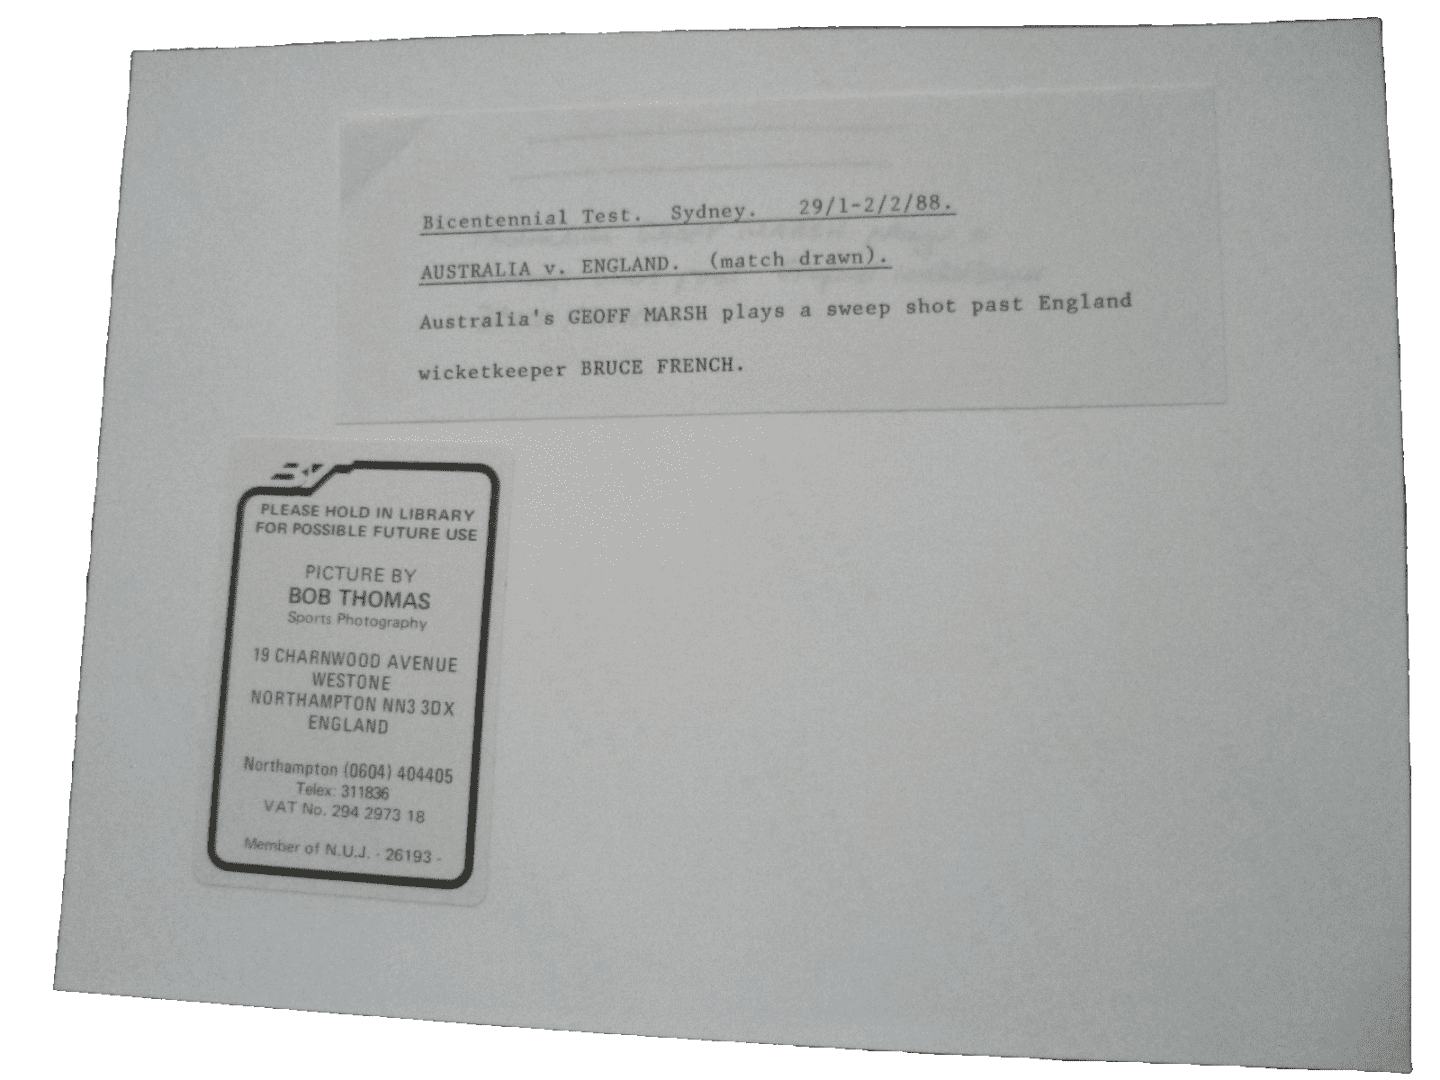 Bicentennial Test. Sydney. 29/1-2/2/88.
AUSTRALIA v. ENGLAND. (match drawn).
Australia's GEOFF MARSH plays a sweep shot past England
wicketkeeper BRUCE FRENCH.
PLEASE HOLD IN LIBRARY
FOR POSSIBLE FUTURE USE
PICTURE BY
BOB THOMAS
Sports Photography
19 CHARNWOOD AVENUE
WESTONE
NORTHAMPTON NN3 3DX
ENGLAND
Northampton (0604) 404405
Telex: 311836
VAT No. 294 2973 18
Member of N.U.J. - 26193 -